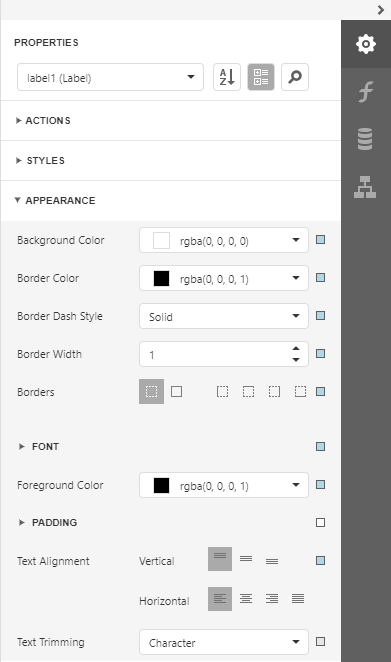 PROPERTIES
label1 (Label)
A
Z
ACTIONS
STYLES
APPEARANCE
Background Color rgba(0, 0, 0, 0)
Border Color rgba(0, 0, 0, 1)
Border Dash Style Solid
Border Width 1
Borders
FONT
Foreground Color rgba(0, 0, 0, 1)
PADDING
Text Alignment Vertical
Horizontal
Text Trimming Character